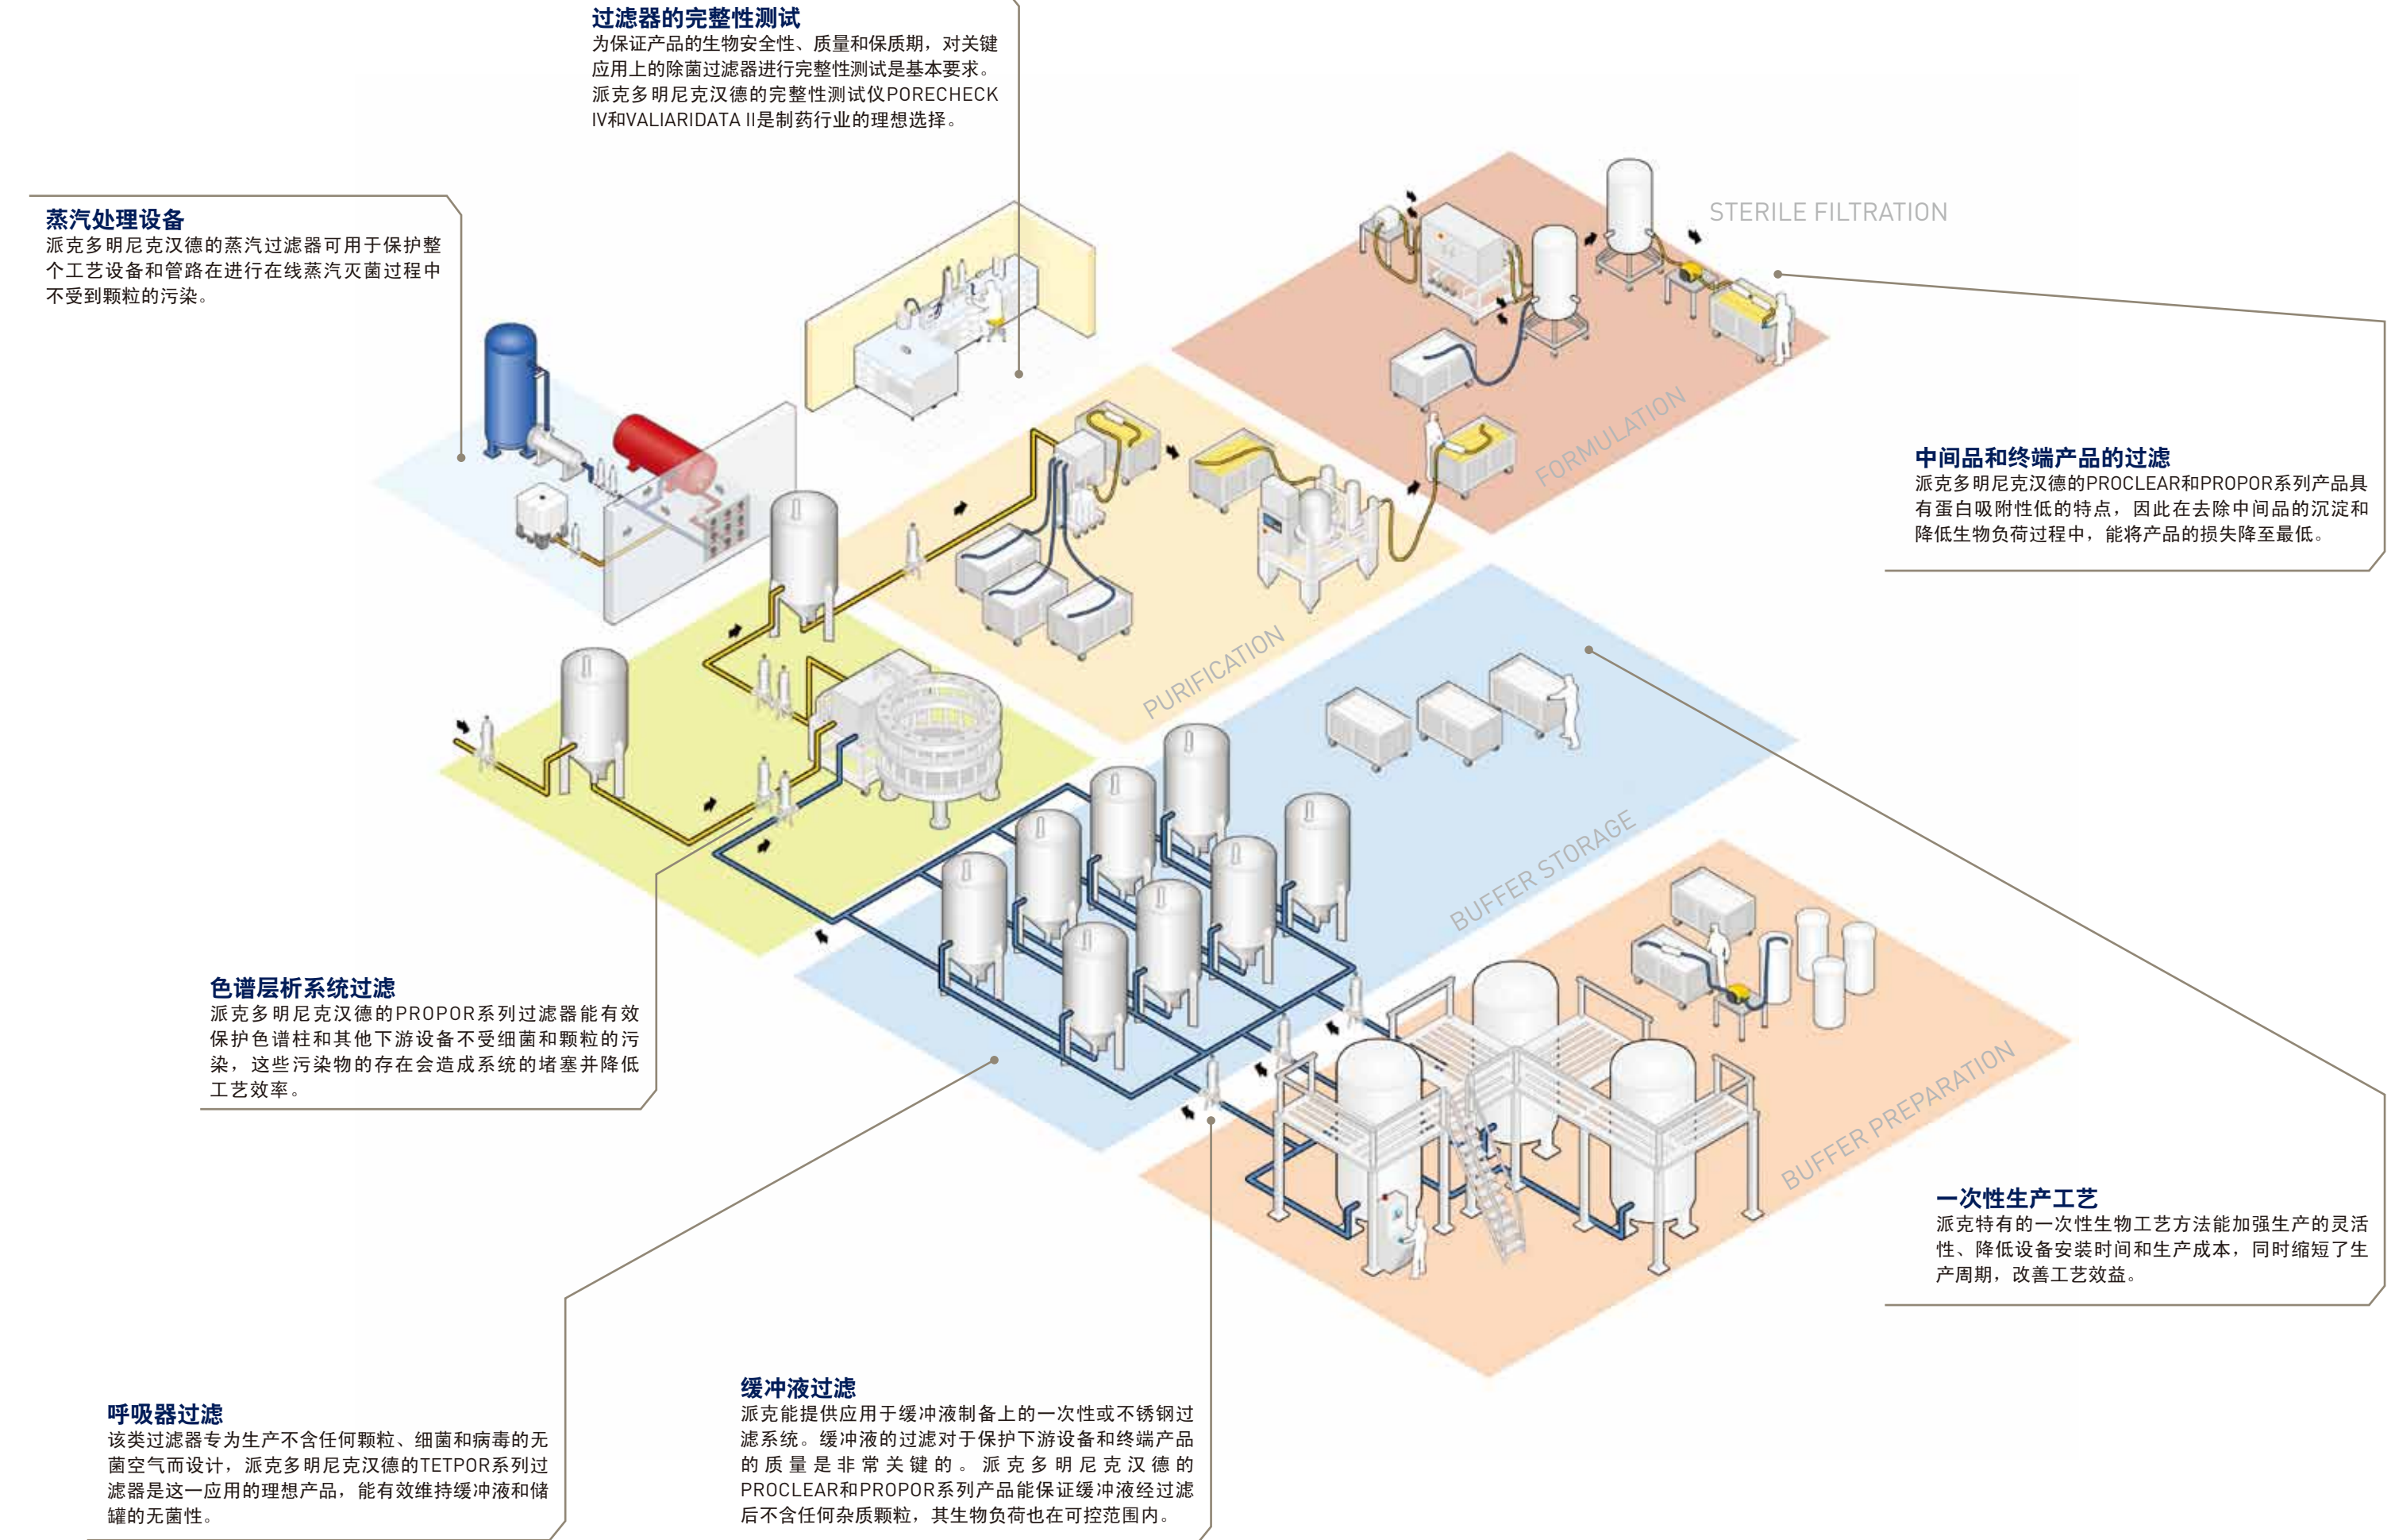 过滤器的完整性测试
为保证产品的生物安全性、质量和保质期，对关键
应用上的除菌过滤器进行完整性测试是基本要求。
派克多明尼克汉德的完整性测试仪PORECHECK
IV和VALIARIDATA II是制药行业的理想选择。
蒸汽处理设备
派克多明尼克汉德的蒸汽过滤器可用于保护整
个工艺设备和管路在进行在线蒸汽灭菌过程中
不受到颗粒的污染。
STERILE FILTRATION
FORMULATION
中间品和终端产品的过滤
派克多明尼克汉德的PROCLEAR和PROPOR系列产品具
有蛋白吸附性低的特点，因此在去除中间品的沉淀和
降低生物负荷过程中，能将产品的损失降至最低。
PURIFICATION
BUFFER STORAGE
色谱层析系统过滤
派克多明尼克汉德的PROPOR系列过滤器能有效
保护色谱柱和其他下游设备不受细菌和颗粒的污
染，这些污染物的存在会造成系统的堵塞并降低
工艺效率。
BUFFER PREPARATION
一次性生产工艺
派克特有的一次性生物工艺方法能加强生产的灵活
性、降低设备安装时间和生产成本，同时缩短了生
产周期，改善工艺效益。
呼吸器过滤
该类过滤器专为生产不含任何颗粒、细菌和病毒的无
菌空气而设计，派克多明尼克汉德的TETPOR系列过
滤器是这一应用的理想产品，能有效维持缓冲液和储
罐的无菌性。
缓冲液过滤
派克能提供应用于缓冲液制备上的一次性或不锈钢过
滤系统。缓冲液的过滤对于保护下游设备和终端产品
的质量是非常关键的。派克多明尼克汉德的
PROCLEAR和PROPOR系列产品能保证缓冲液经过滤
后不含任何杂质颗粒，其生物负荷也在可控范围内。